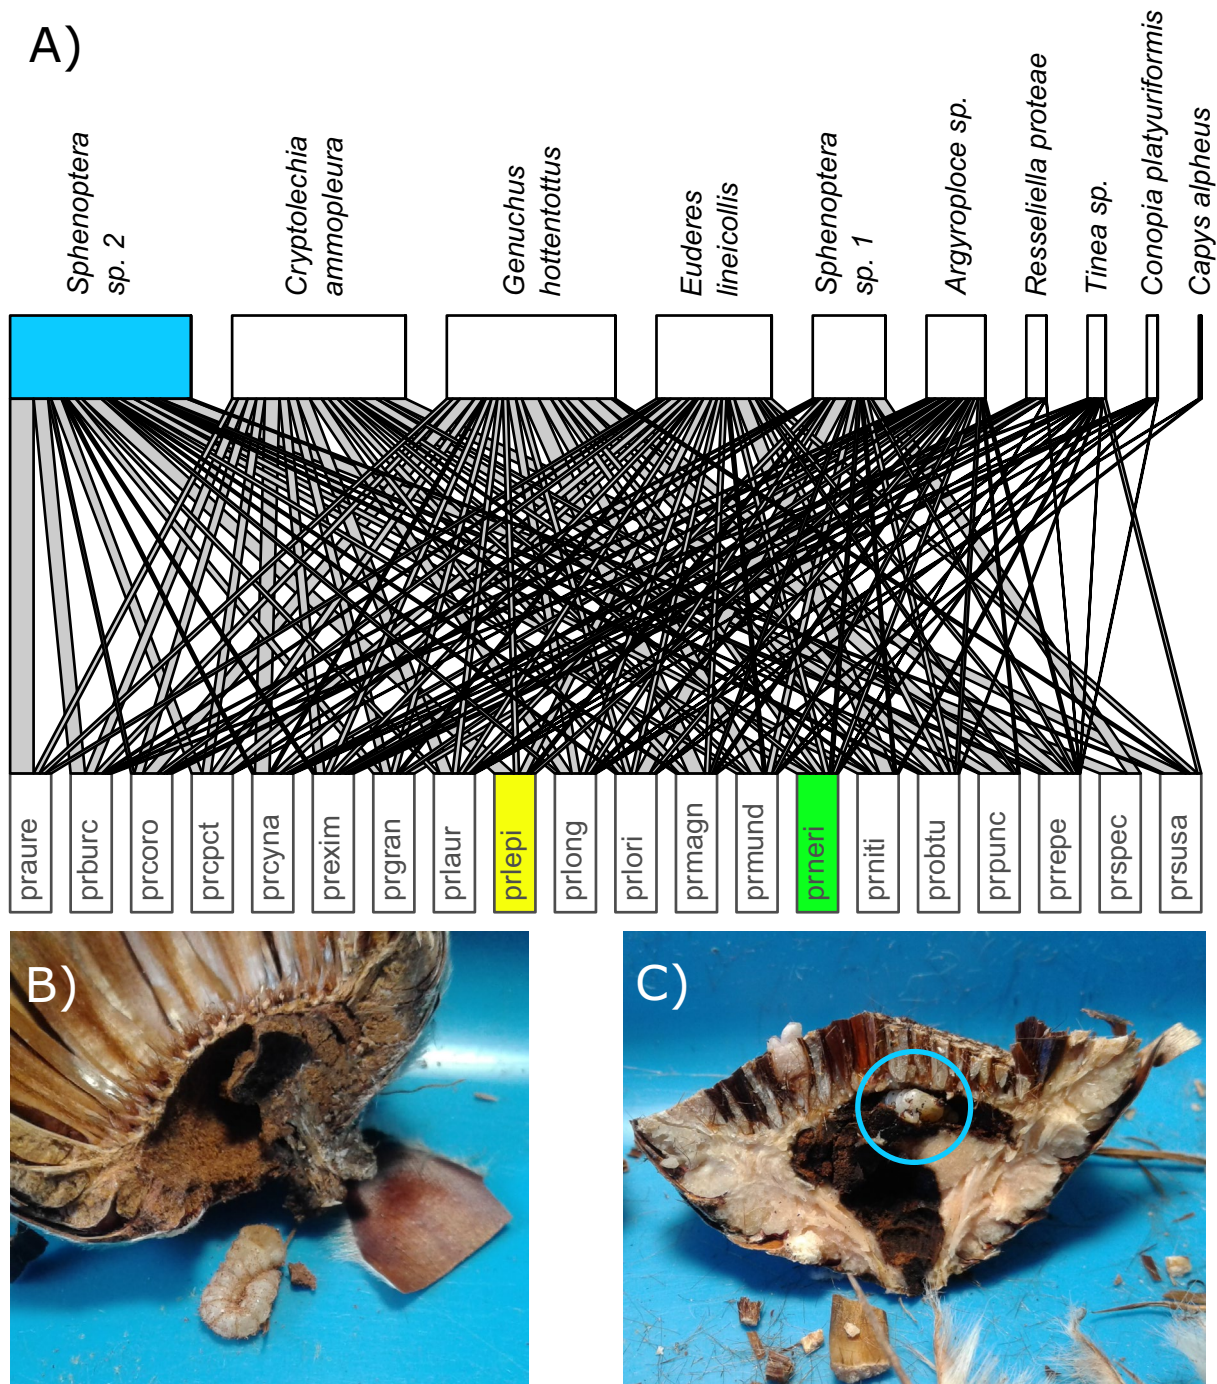 A)
Sphenoptera
sp. 2
Cryptolechia
ammopleura
Genuchus
hottentottus
Euderes
lineicollis
Sphenoptera
sp. 1
Argyroploce sp.
Resseliella proteae
Tinea sp.
Conopia platyuriformis
Capys alpheus
praure
prburc
prcoro
prcpct
prcyna
prexim
prgran
prlaur
prlepi
prlong
prlori
prmagn
prmund
prneri
prniti
probtu
prpunc
prrepe
prspec
prsusa
B)
C)